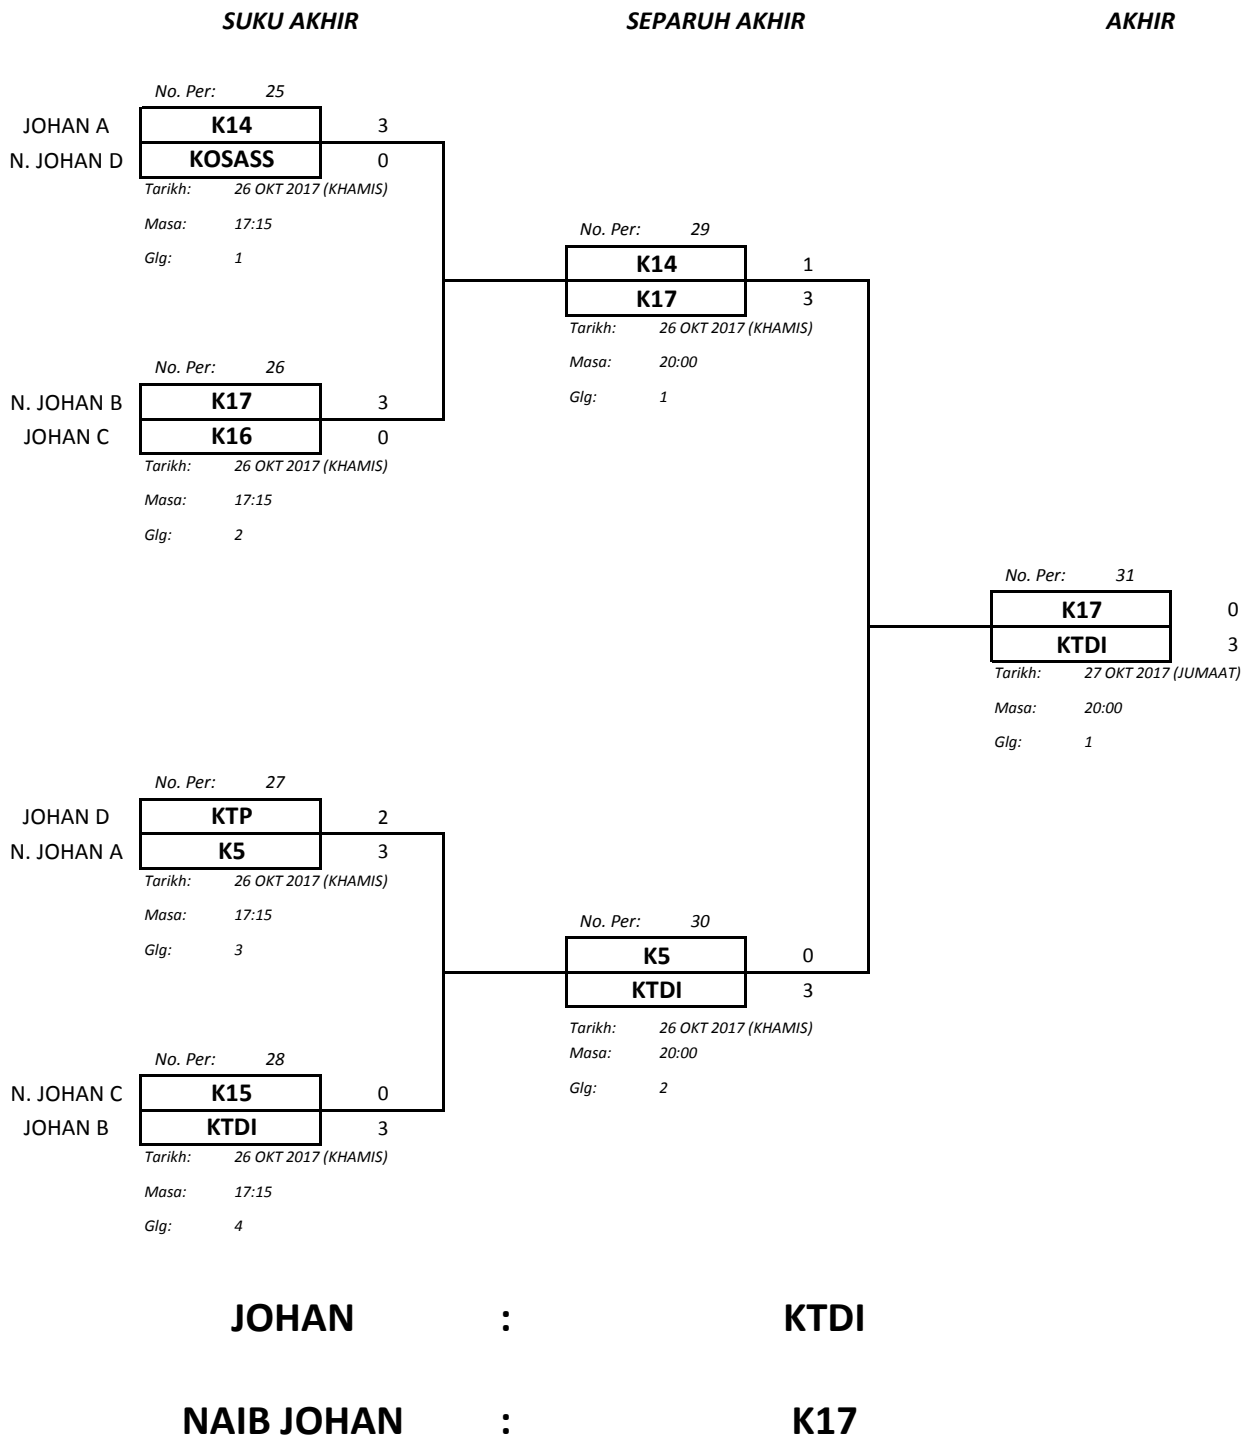 SUKU AKHIR SEPARUH AKHIR AKHIR
No. Per: 25
JOHAN A K14 3
N. JOHAN D KOSASS 0
Tarikh: 26 OKT 2017 (KHAMIS)
Masa: 17:15
Glg: 1
No. Per: 29
K14 1
K17 3
Tarikh: 26 OKT 2017 (KHAMIS)
Masa: 20:00
Glg: 1
No. Per: 26
N. JOHAN B K17 3
JOHAN C K16 0
Tarikh: 26 OKT 2017 (KHAMIS)
Masa: 17:15
Glg: 2
No. Per: 31
K17 0
KTDI 3
Tarikh: 27 OKT 2017 (JUMAAT)
Masa: 20:00
Glg: 1
No. Per: 27
JOHAN D KTP 2
N. JOHAN A K5 3
Tarikh: 26 OKT 2017 (KHAMIS)
Masa: 17:15
Glg: 3
No. Per: 30
K5 0
KTDI 3
Tarikh: 26 OKT 2017 (KHAMIS)
Masa: 20:00
Glg: 2
No. Per: 28
N. JOHAN C K15 0
JOHAN B KTDI 3
Tarikh: 26 OKT 2017 (KHAMIS)
Masa: 17:15
Glg: 4
JOHAN : KTDI
NAIB JOHAN : K17